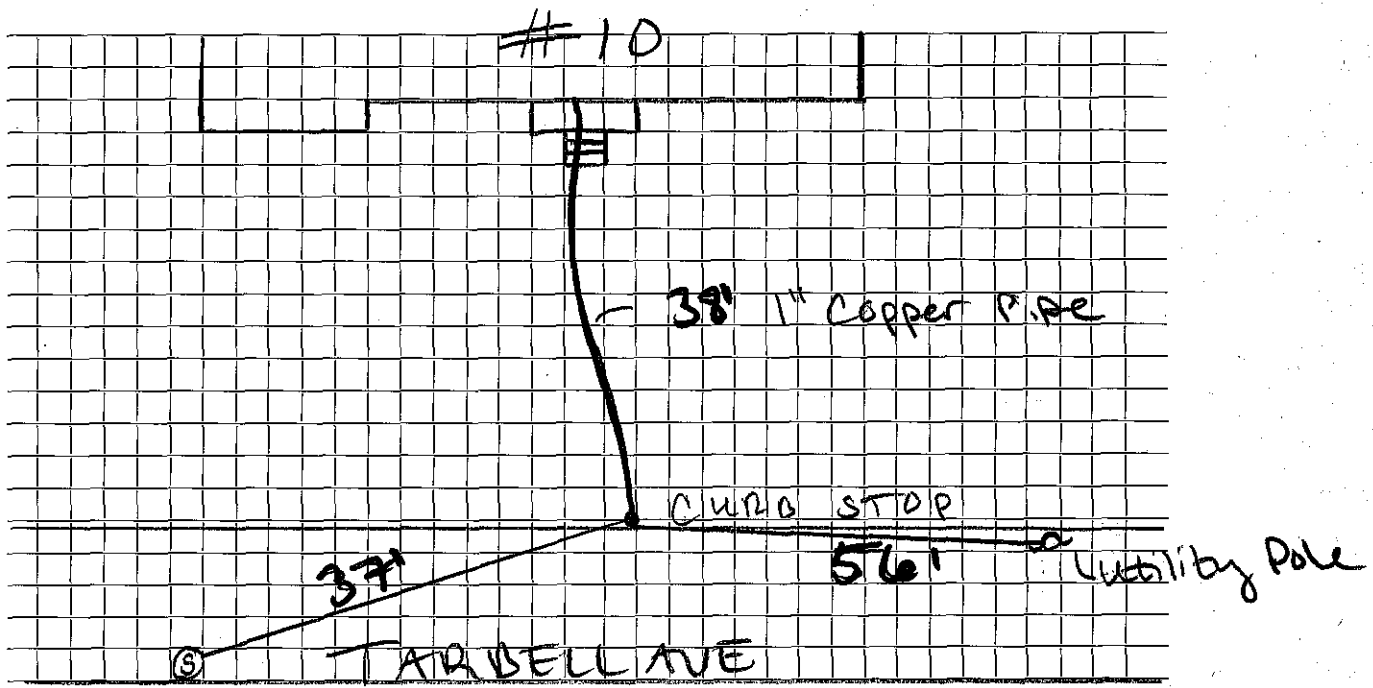 #10
38' 1" Copper Pipe
CURB STOP
37'
56'
utility Pole
S
TARBELL AVE